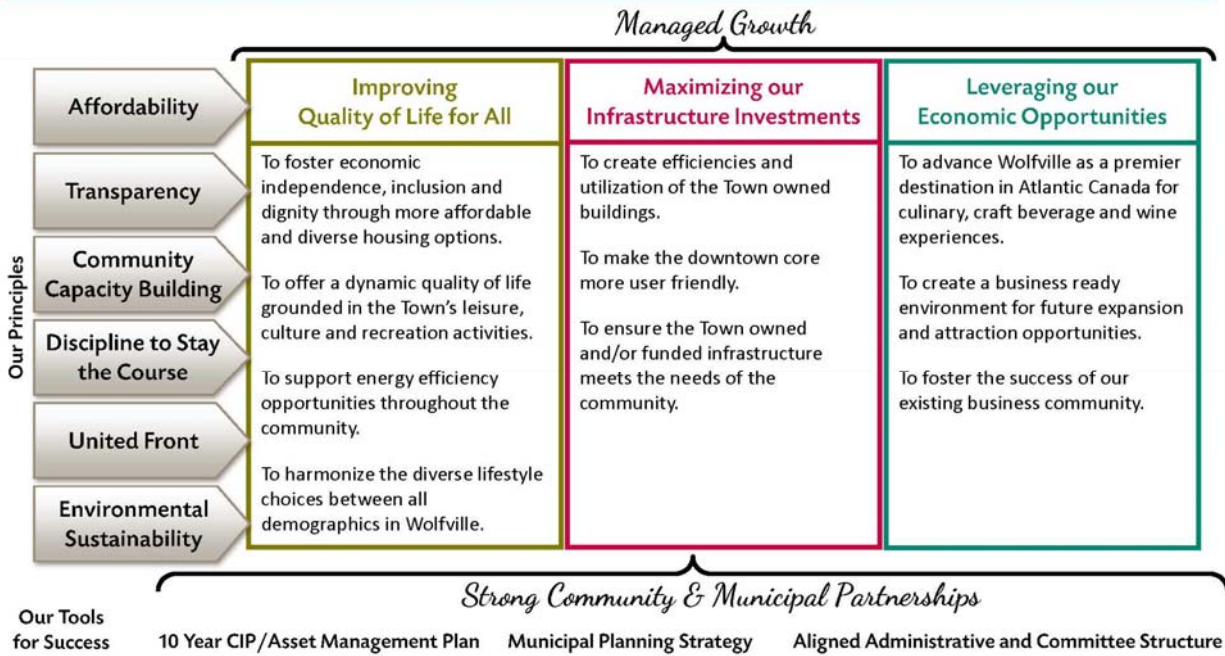 Managed Growth
Our Principles
Affordability
Transparency
Community
Capacity Building
Discipline to Stay
the Course
United Front
Environmental
Sustainability
Improving
Quality of Life for All
To foster economic
independence, inclusion and
dignity through more affordable
and diverse housing options.
To offer a dynamic quality of life
grounded in the Town's leisure,
culture and recreation activities.
To support energy efficiency
opportunities throughout the
community.
To harmonize the diverse lifestyle
choices between all
demographics in Wolfville.
Maximizing our
Infrastructure Investments
To create efficiencies and
utilization of the Town owned
buildings.
To make the downtown core
more user friendly.
To ensure the Town owned
and/or funded infrastructure
meets the needs of the
community.
Leveraging our
Economic Opportunities
To advance Wolfville as a premier
destination in Atlantic Canada for
culinary, craft beverage and wine
experiences.
To create a business ready
environment for future expansion
and attraction opportunities.
To foster the success of our
existing business community.
Strong Community & Municipal Partnerships
Our Tools
for Success
10 Year CIP/Asset Management Plan
Municipal Planning Strategy
Aligned Administrative and Committee Structure